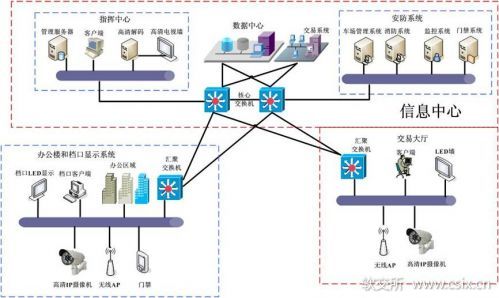 指挥中心
管理服务器
客户端
高清解码
高清电视墙
数据中心
交易系统
安防系统
车场管理系统
消防系统
监控系统
门禁系统
核心
交换机
信息中心
办公楼和档口显示系统
档口LED显示
档口客户端
办公区域
汇聚
交换机
高清IP摄像机
无线AP
门禁
汇聚
交换机
交易大厅
客户端
LED墙
无线AP
高清IP摄像机
软交所 www.csix.cn